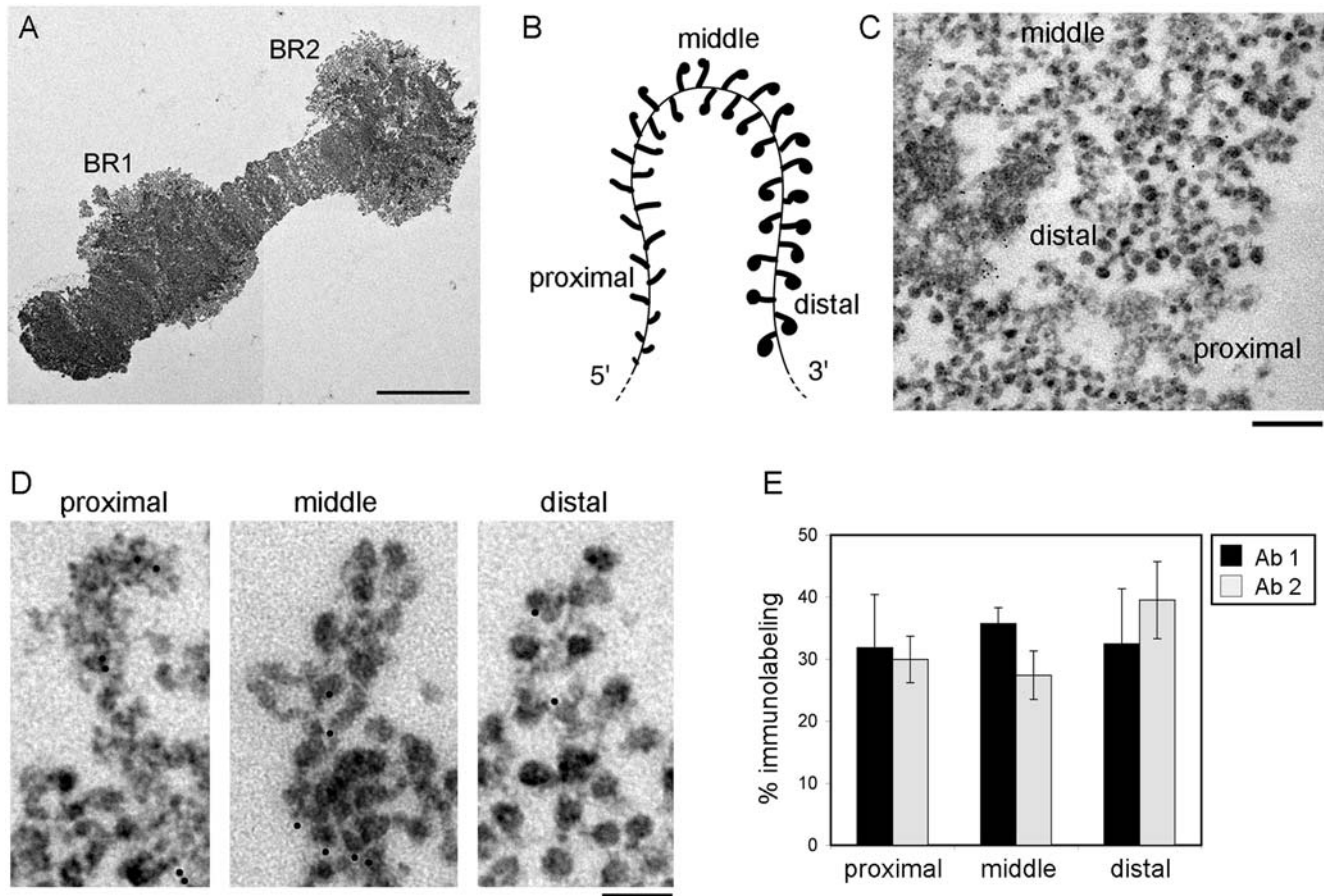 A
BR1
BR2
B
proximal
middle
distal
5'
3'
C
middle
distal
proximal
D
proximal
middle
distal
E
% immunolabeling
50
40
30
20
10
0
proximal
middle
distal
Ab 1
Ab 2